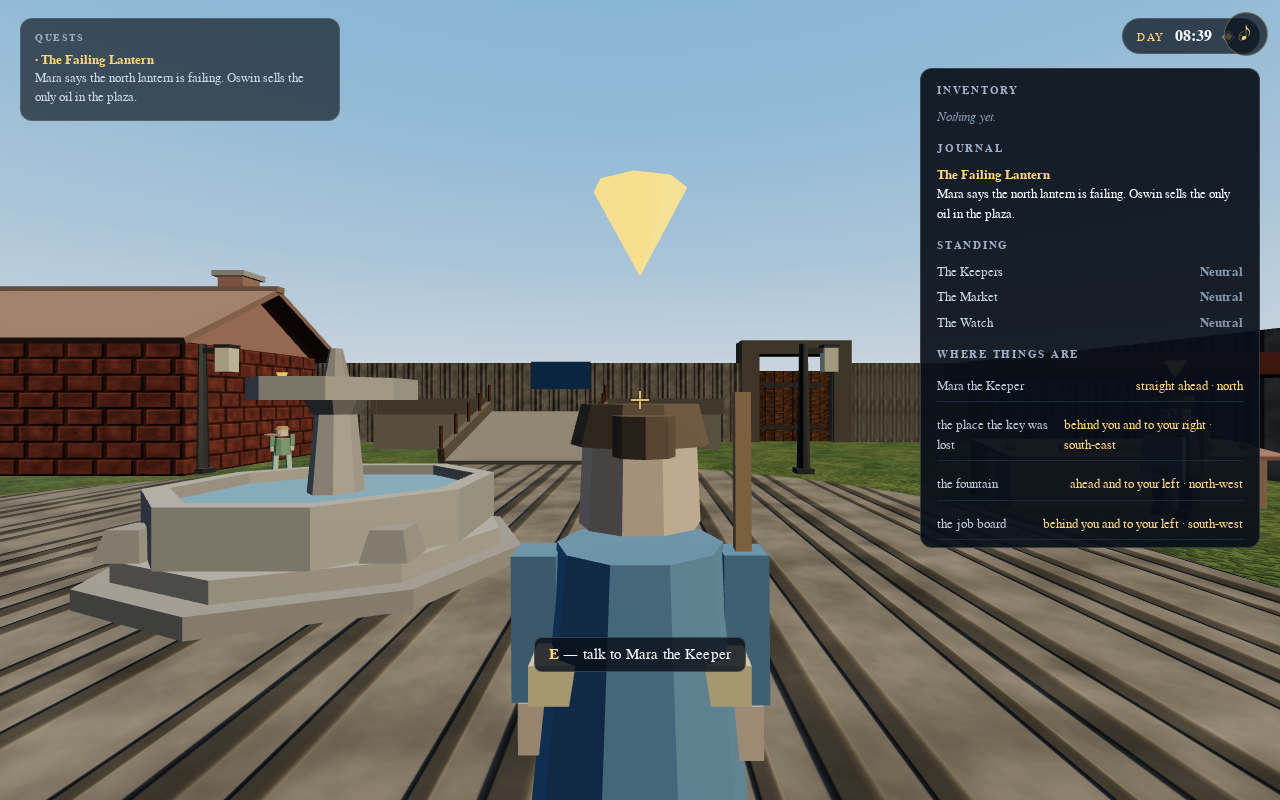 QUESTS
· The Failing Lantern
Mara says the north lantern is failing. Oswin sells the
only oil in the plaza.
DAY 08:39
INVENTORY
Nothing yet.
JOURNAL
The Failing Lantern
Mara says the north lantern is failing. Oswin sells the only
oil in the plaza.
STANDING
The Keepers Neutral
The Market Neutral
The Watch Neutral
WHERE THINGS ARE
Mara the Keeper straight ahead · north
the place the key was lost behind you and to your right · south-east
the fountain ahead and to your left · north-west
the job board behind you and to your left · south-west
E — talk to Mara the Keeper